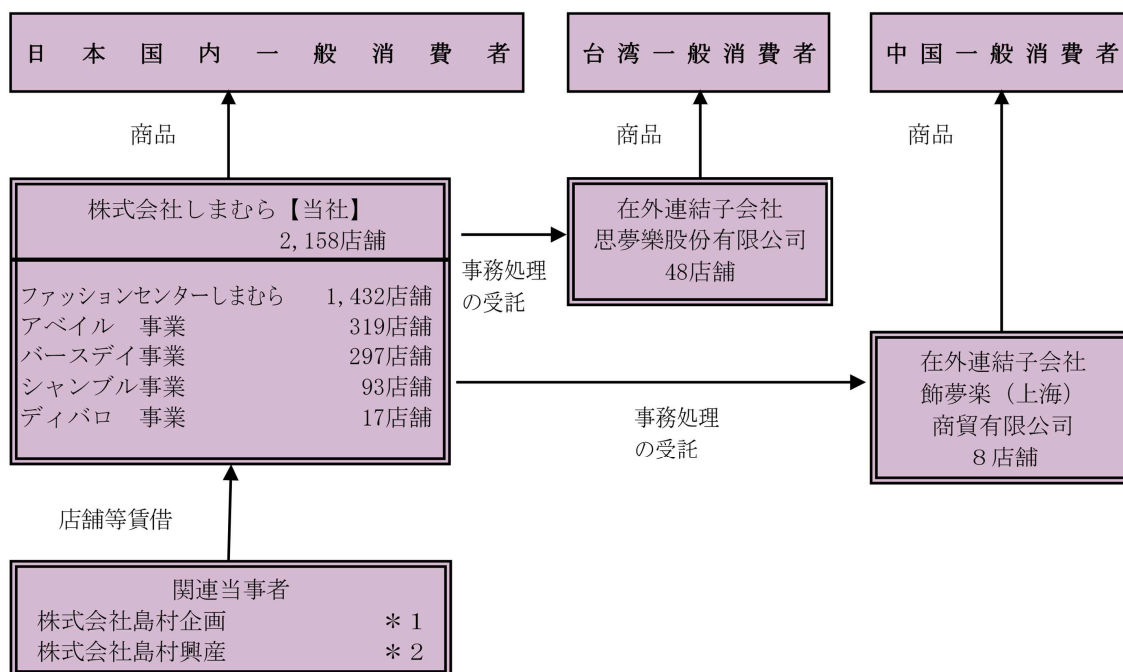 日本国内一般消費者
台湾一般消費者
中国一般消費者
商品
商品
商品
株式会社しまむら【当社】
2,158店舗
ファッションセンターしまむら 1,432店舗
アベイル 事業 319店舗
バースデイ事業 297店舗
シャンブル事業 93店舗
ディバロ 事業 17店舗
事務処理
の受託
在外連結子会社
思夢樂股份有限公司
48店舗
事務処理
の受託
在外連結子会社
飾夢楽（上海）
商貿有限公司
８店舗
店舗等賃借
関連当事者
株式会社島村企画 ＊１
株式会社島村興産 ＊２